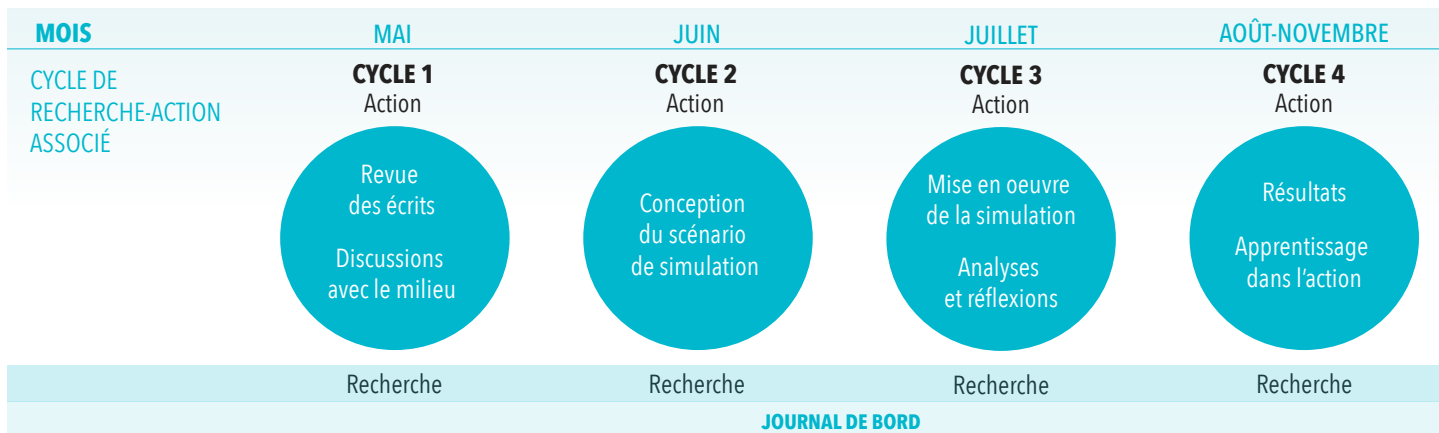 MOIS MAI JUIN JUILLET AOÛT-NOVEMBRE
CYCLE DE
RECHERCHE-ACTION
ASSOCIÉ
CYCLE 1
Action
Revue
des écrits
Discussions
avec le milieu
Recherche
CYCLE 2
Action
Conception
du scénario
de simulation
Recherche
CYCLE 3
Action
Mise en oeuvre
de la simulation
Analyses
et réflexions
Recherche
CYCLE 4
Action
Résultats
Apprentissage
dans l’action
Recherche
JOURNAL DE BORD